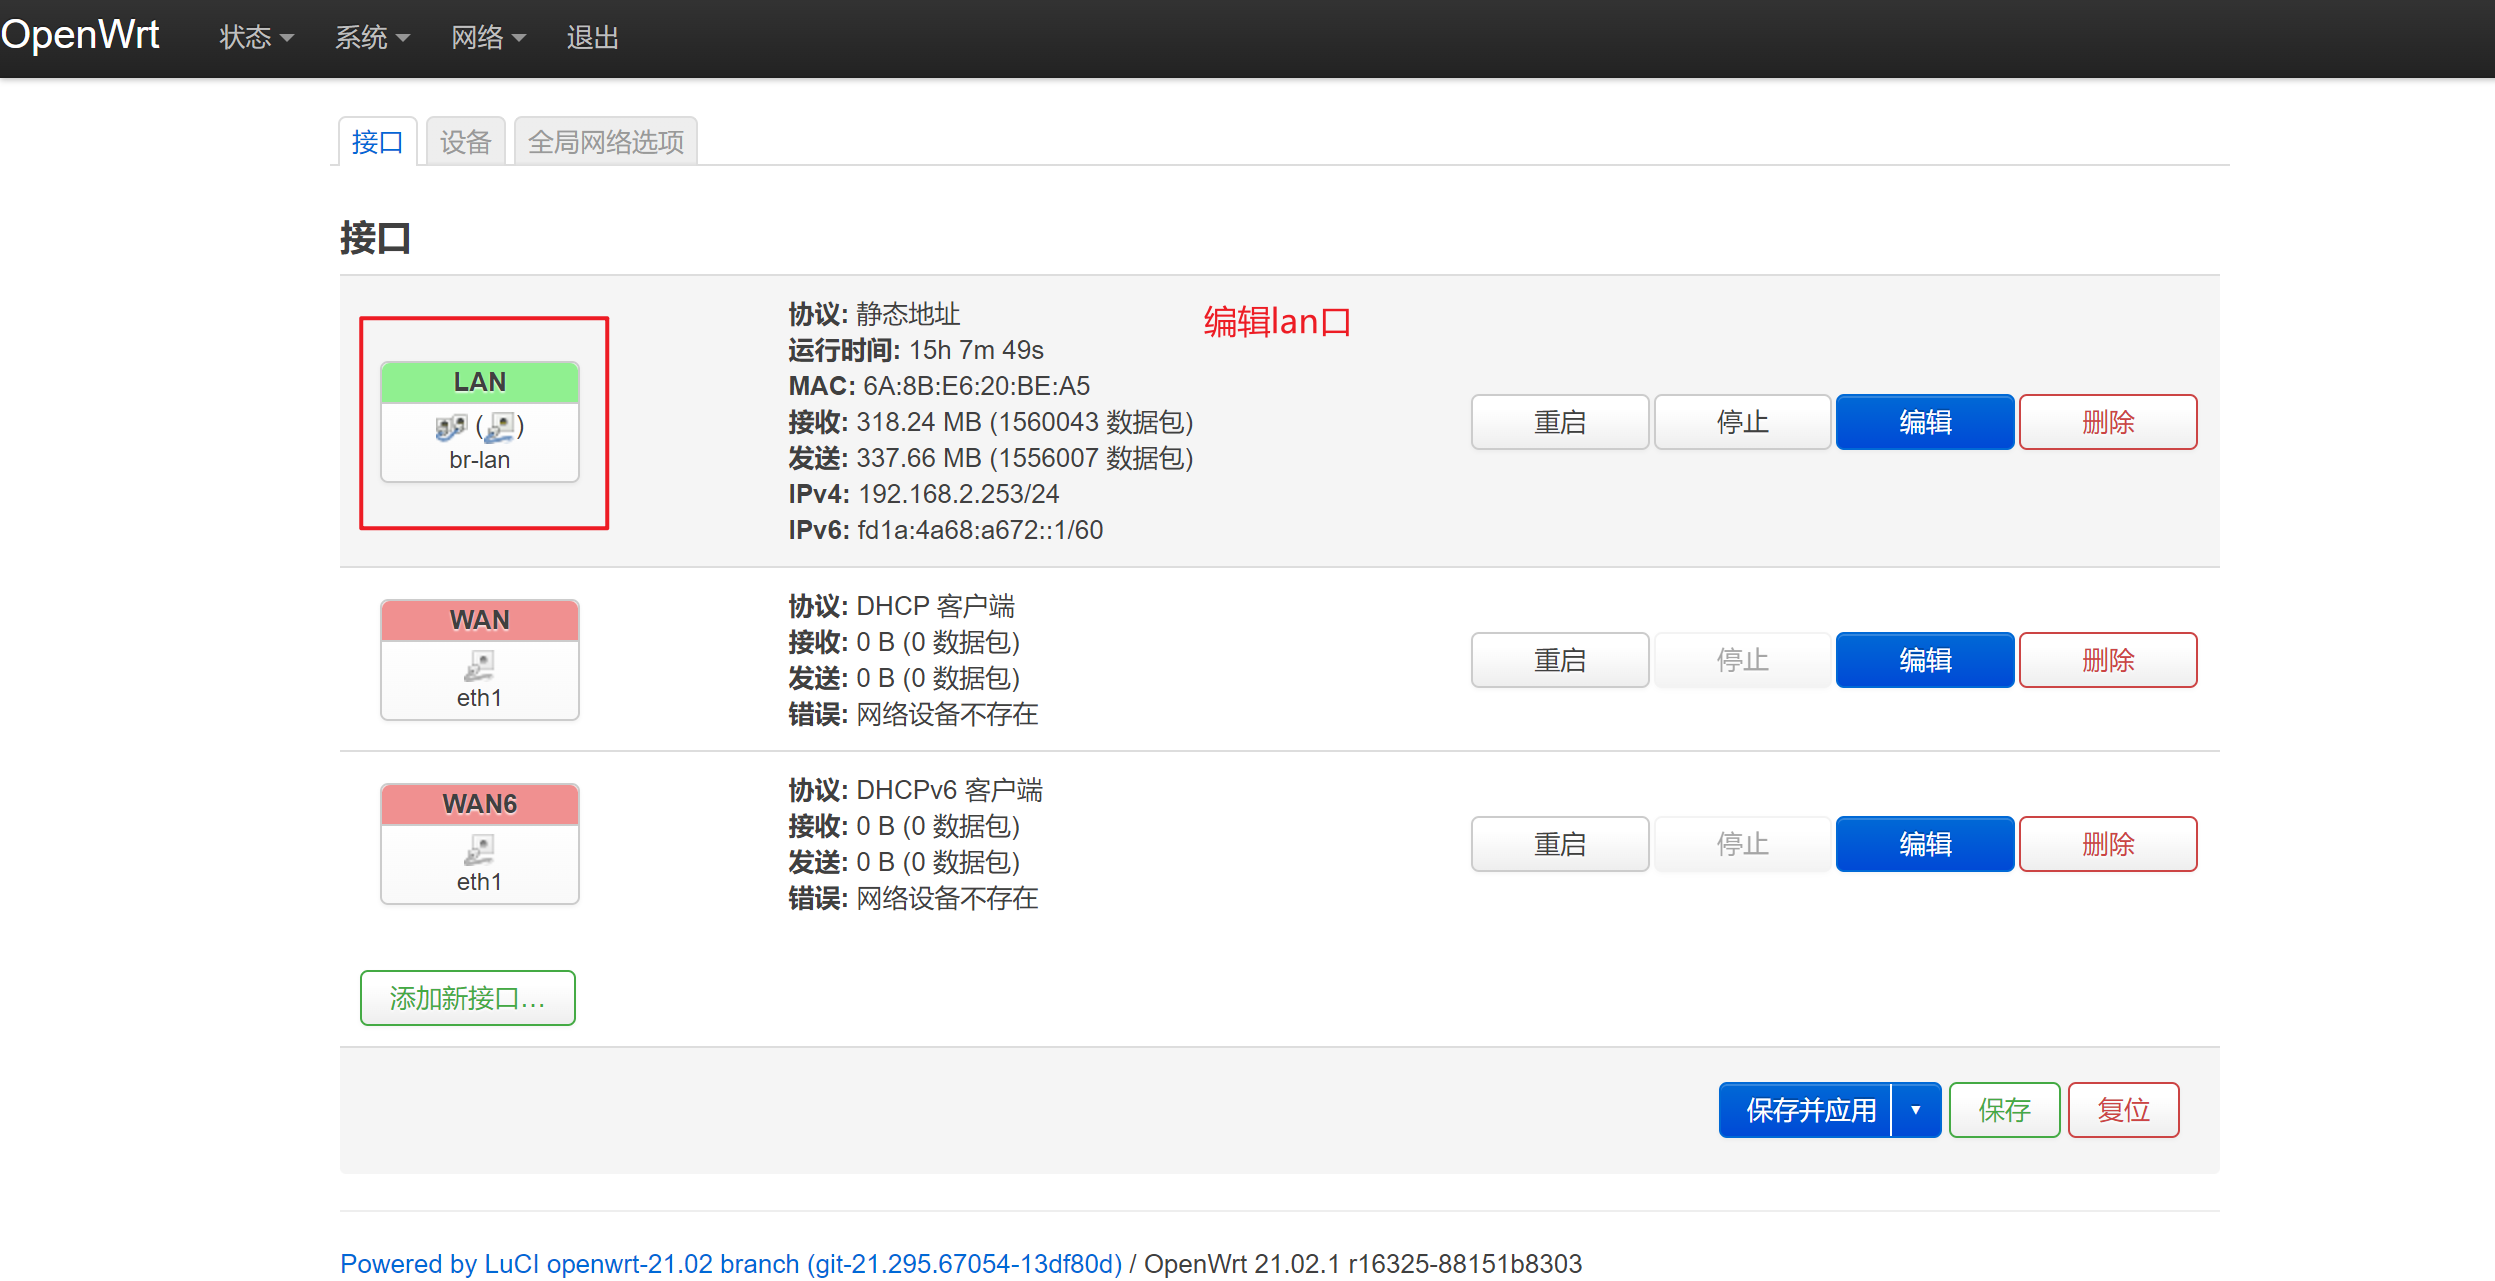 OpenWrt 状态 系统 网络 退出
接口 设备 全局网络选项
接口
LAN
( )
br-lan
协议: 静态地址
运行时间: 15h 7m 49s
MAC: 6A:8B:E6:20:BE:A5
接收: 318.24 MB (1560043 数据包)
发送: 337.66 MB (1556007 数据包)
IPv4: 192.168.2.253/24
IPv6: fd1a:4a68:a672::1/60
编辑lan口
重启 停止 编辑 删除
WAN
eth1
协议: DHCP 客户端
接收: 0 B (0 数据包)
发送: 0 B (0 数据包)
错误: 网络设备不存在
重启 停止 编辑 删除
WAN6
eth1
协议: DHCPv6 客户端
接收: 0 B (0 数据包)
发送: 0 B (0 数据包)
错误: 网络设备不存在
重启 停止 编辑 删除
添加新接口...
保存并应用 保存 复位
Powered by LuCI openwrt-21.02 branch (git-21.295.67054-13df80d) / OpenWrt 21.02.1 r16325-88151b8303